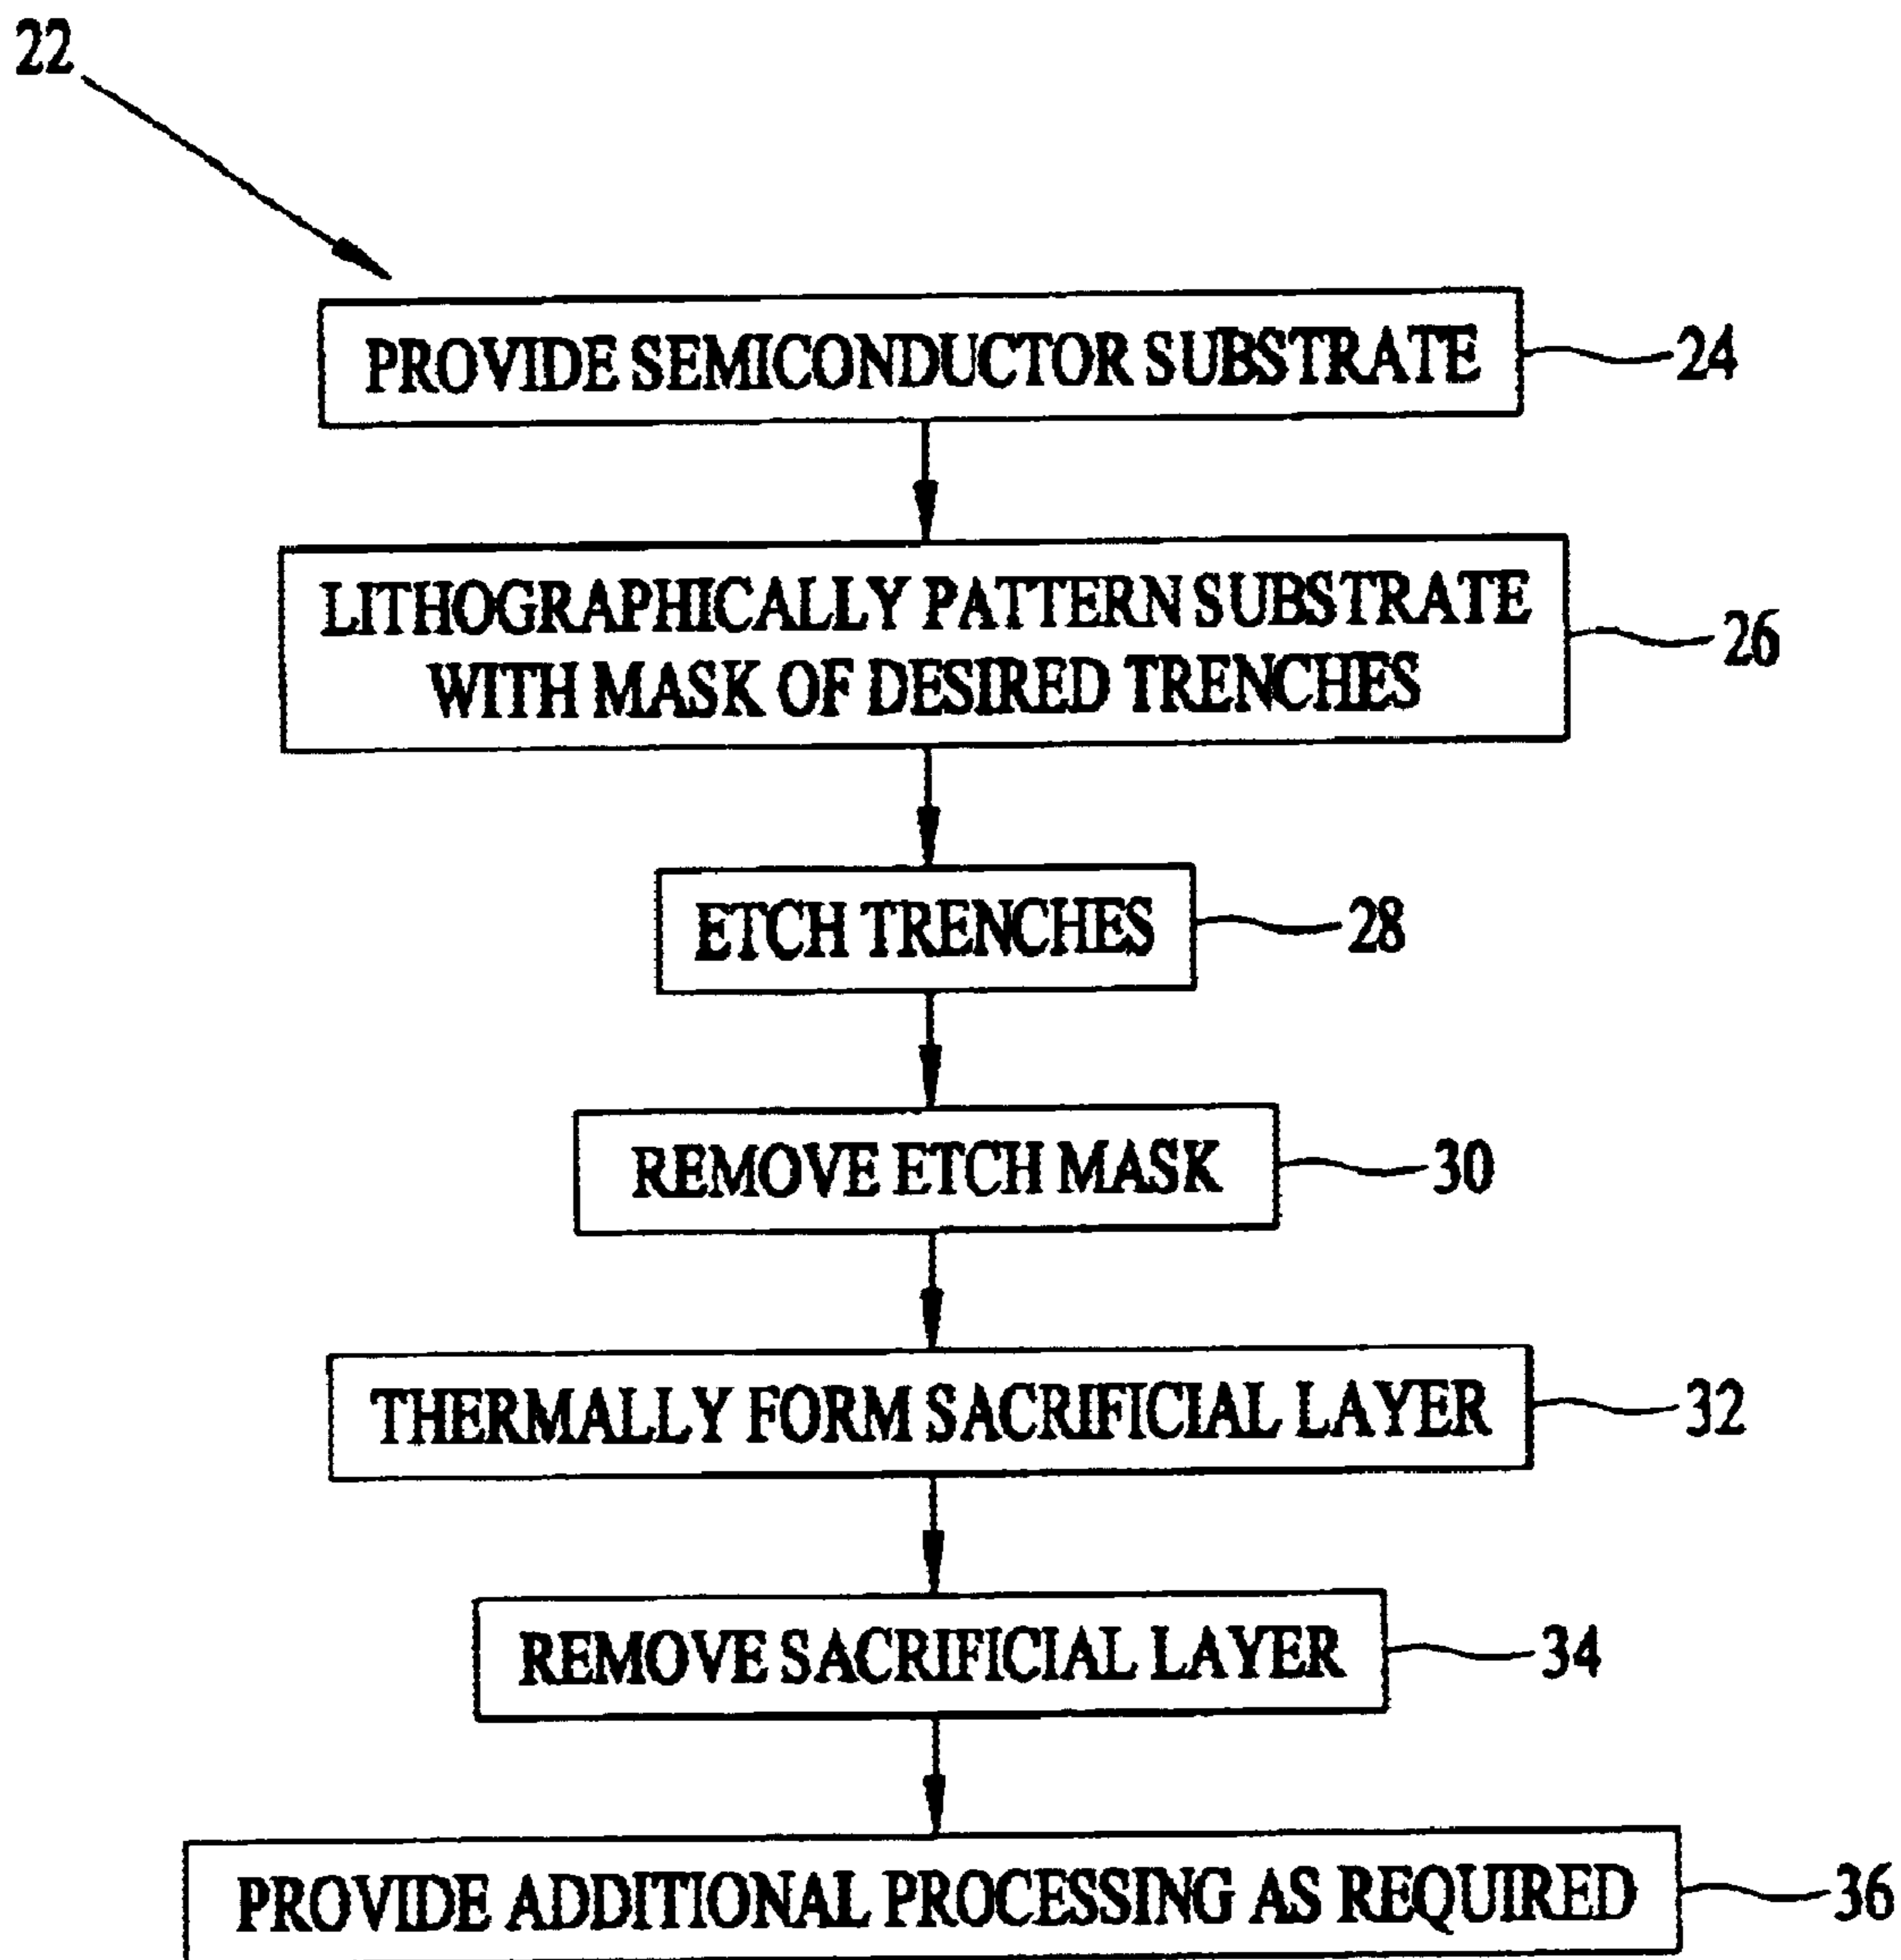 22
PROVIDE SEMICONDUCTOR SUBSTRATE
24
LITHOGRAPHICALLY PATTERN SUBSTRATE
WITH MASK OF DESIRED TRENCHES
26
ETCH TRENCHES
28
REMOVE ETCH MASK
30
THERMALLY FORM SACRIFICIAL LAYER
32
REMOVE SACRIFICIAL LAYER
34
PROVIDE ADDITIONAL PROCESSING AS REQUIRED
36